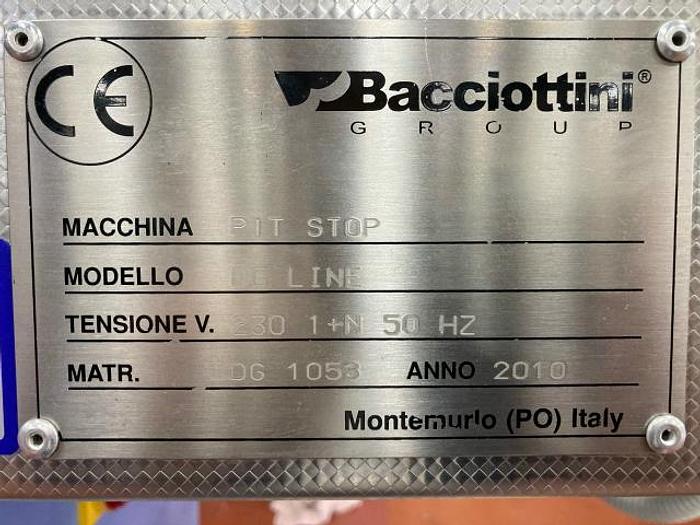 CE
Bacciottini®
GROUP
MACCHINA PIT STOP
MODELLO LINE
TENSIONE V. 230 1+N 50 HZ
MATR. DG 1053 ANNO 2010
Montemurlo (PO) Italy